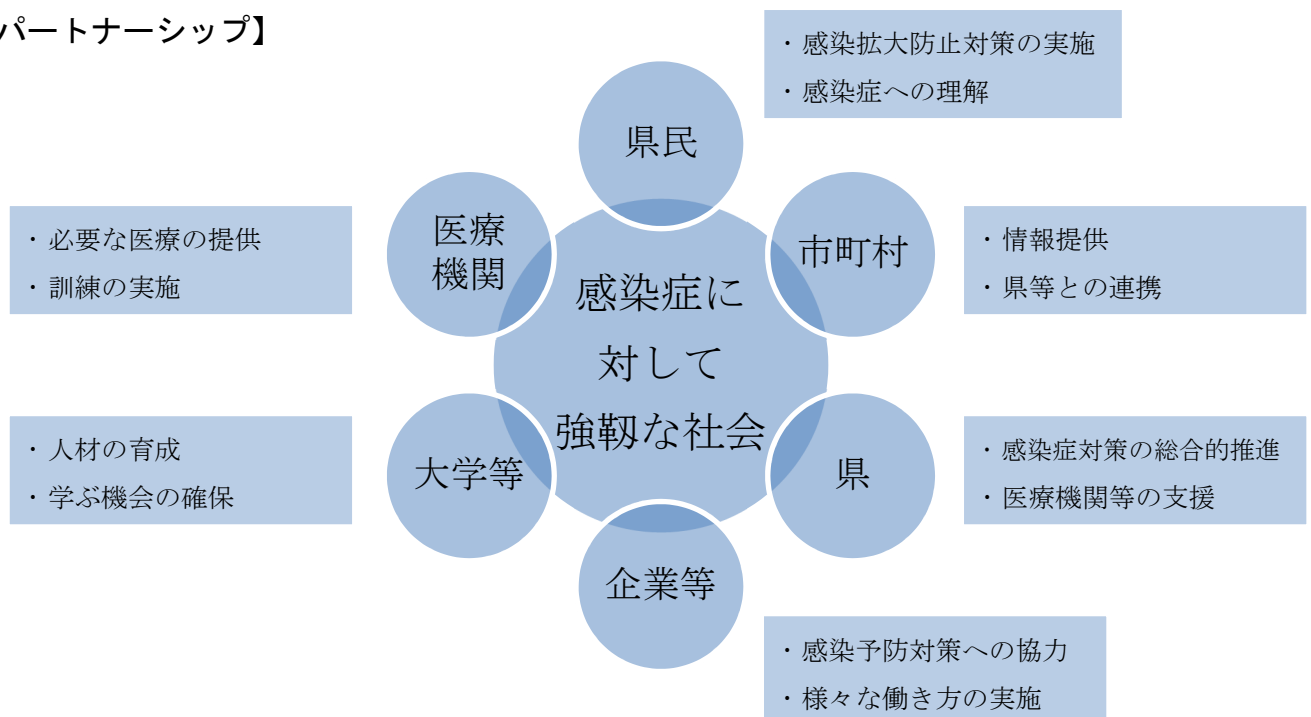 パートナーシップ】
・感染拡大防止対策の実施
・感染症への理解
県民
医療
機関
・必要な医療の提供
・訓練の実施
市町村
・情報提供
・県等との連携
感染症に
対して
強靱な社会
大学等
・人材の育成
・学ぶ機会の確保
県
・感染症対策の総合的推進
・医療機関等の支援
企業等
・感染予防対策への協力
・様々な働き方の実施